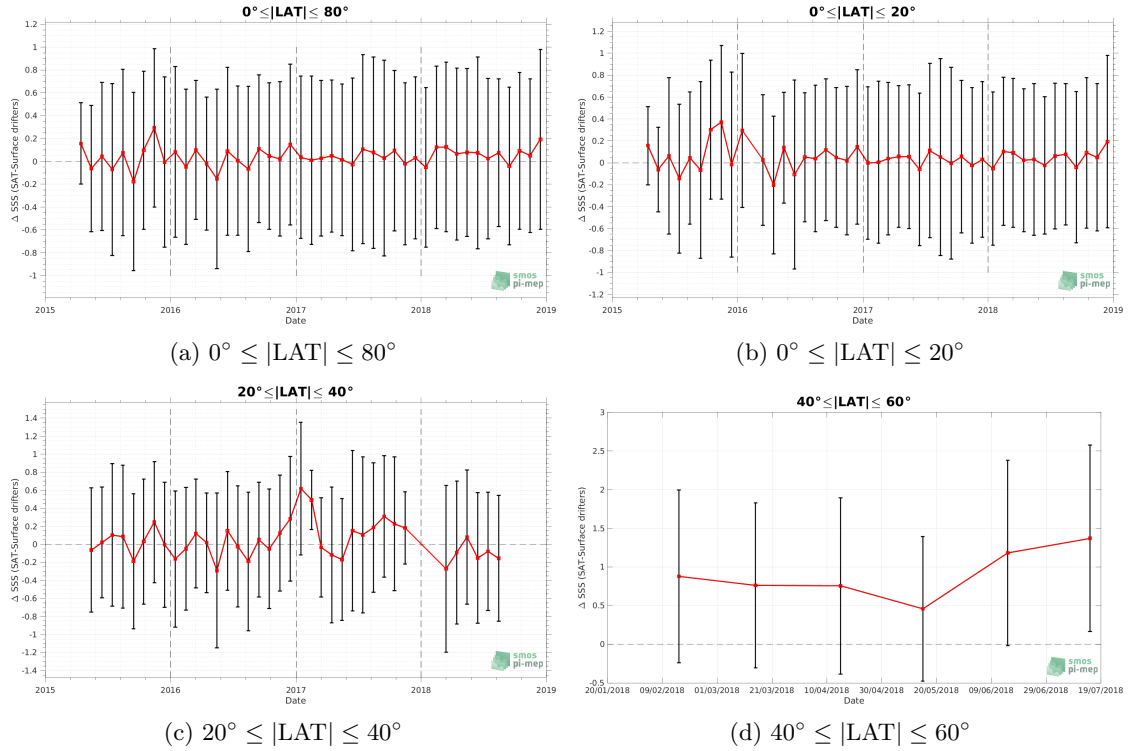 0°≤|LAT|≤ 80°
Δ SSS (SAT-Surface drifters)
1.2
1
0.8
0.6
0.4
0.2
0
-0.2
-0.4
-0.6
-0.8
-1
smos
pi-mep
2015 2016 2017 2018 2019
Date
(a) 0° ≤ |LAT| ≤ 80°
0°≤|LAT|≤ 20°
Δ SSS (SAT-Surface drifters)
1.2
1
0.8
0.6
0.4
0.2
0
-0.2
-0.4
-0.6
-0.8
-1
-1.2
smos
pi-mep
2015 2016 2017 2018 2019
Date
(b) 0° ≤ |LAT| ≤ 20°
20°≤|LAT|≤ 40°
Δ SSS (SAT-Surface drifters)
1.4
1.2
1
0.8
0.6
0.4
0.2
0
-0.2
-0.4
-0.6
-0.8
-1
-1.2
-1.4
smos
pi-mep
2015 2016 2017 2018 2019
Date
(c) 20° ≤ |LAT| ≤ 40°
40°≤|LAT|≤ 60°
Δ SSS (SAT-Surface drifters)
3
2.5
2
1.5
1
0.5
0
-0.5
smos
pi-mep
20/01/2018 09/02/2018 01/03/2018 21/03/2018 10/04/2018 30/04/2018 20/05/2018 09/06/2018 29/06/2018 19/07/2018
Date
(d) 40° ≤ |LAT| ≤ 60°